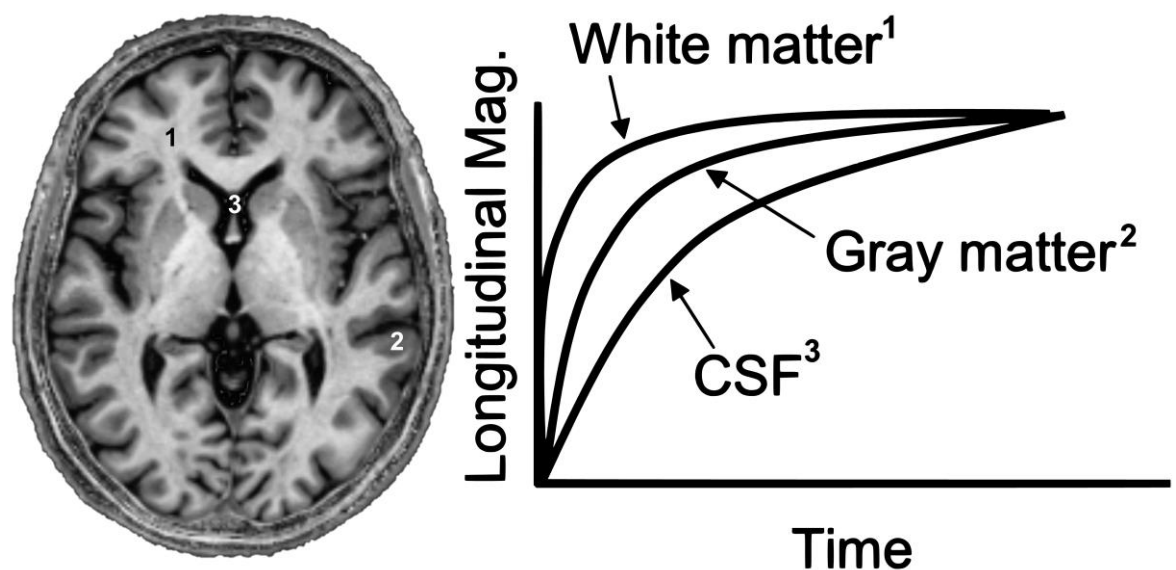 1
3
2
Longitudinal Mag.
White matter¹
Gray matter²
CSF³
Time